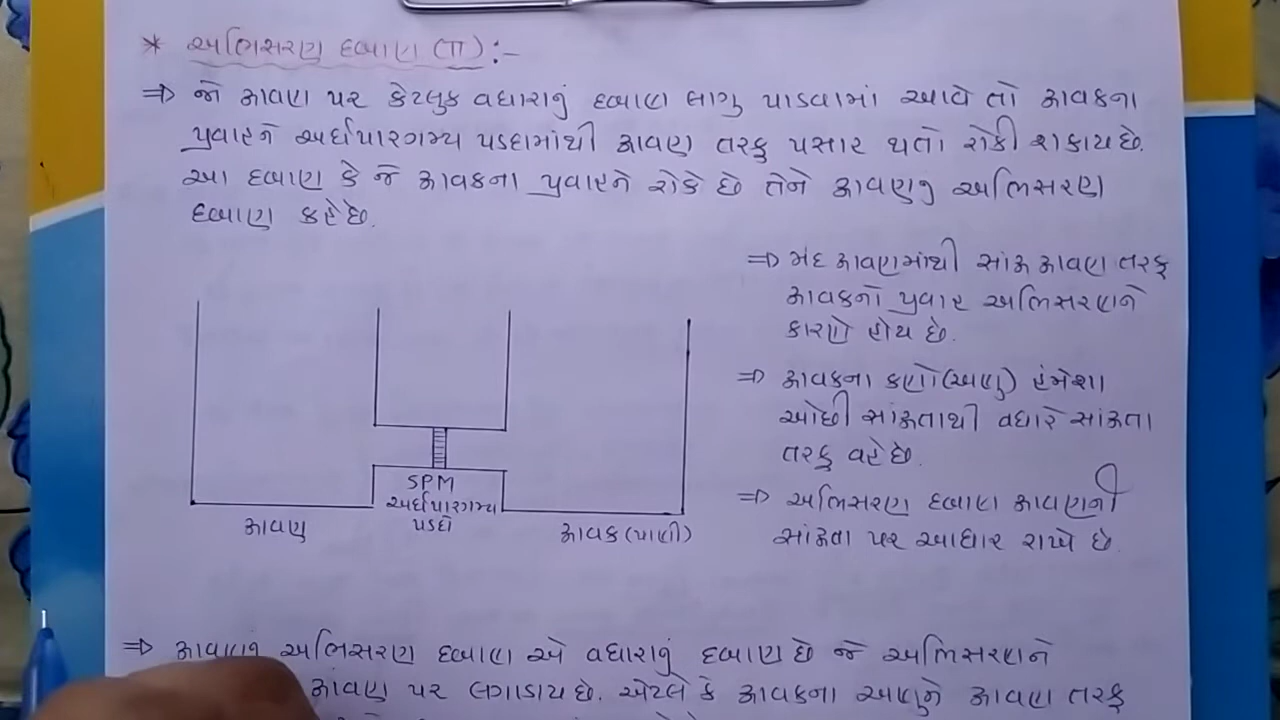 * અભિસરણ દબાણ (π) :-
⇒ જો દ્રાવણ પર કેટલુક વધારાનું દબાણ લાગુ પાડવામાં આવે તો દ્રાવકના
પ્રવાહને અર્ધપારગમ્ય પડદામાંથી દ્રાવણ તરફ પસાર થતો રોકી શકાય છે.
આ દબાણ કે જે દ્રાવકના પ્રવાહને રોકે છે તેને દ્રાવણનુ અભિસરણ
દબાણ કહે છે.
⇒ મંદ દ્રાવણમાંથી સાંદ્ર દ્રાવણ તરફ
દ્રાવકનો પ્રવાહ અભિસરણને
કારણે હોય છે.
⇒ દ્રાવકના કણો(અણુ) હંમેશા
ઓછી સાંદ્રતાથી વધારે સાંદ્રતા
તરફ વહે છે.
⇒ અભિસરણ દબાણ દ્રાવણની
સાંદ્રતા પર આધાર રાખે છે.
SPM
અર્ધપારગમ્ય
પડદો
દ્રાવણ
દ્રાવક (પાણી)
⇒ દ્રાવણનું અભિસરણ દબાણ એ વધારાનું દબાણ છે જે અભિસરણને
દ્રાવણ પર લગાડાય છે. એટલે કે દ્રાવકના અણુને દ્રાવણ તરફ